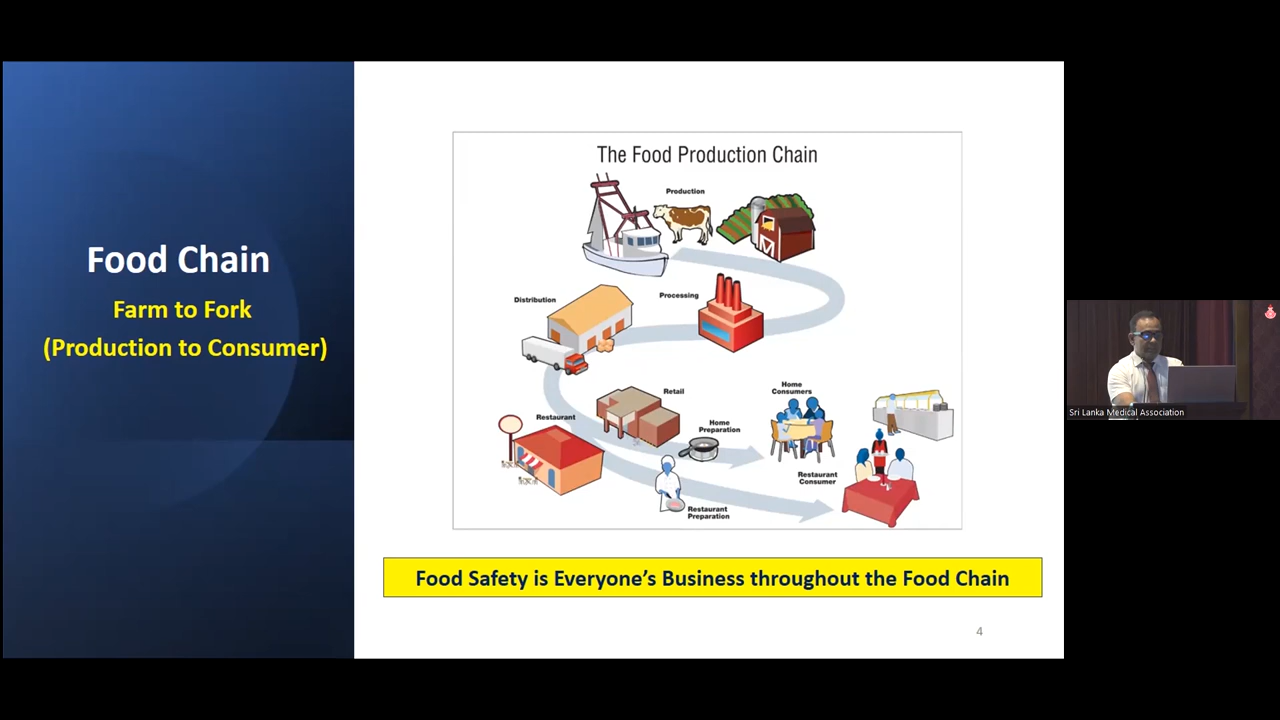 Food Chain
Farm to Fork
(Production to Consumer)
The Food Production Chain
Production
Distribution
Processing
Retail
Home
Consumers
Restaurant
Home
Preparation
Restaurant
Consumer
Restaurant
Preparation
Food Safety is Everyone's Business throughout the Food Chain
4
Sri Lanka Medical Association